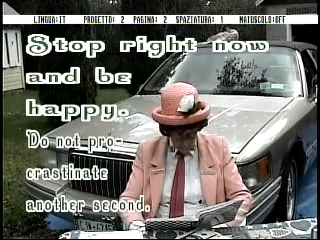 LINGUA:IT PROGETTO: 2 PAGINA: 2 SPAZIATURA: 1 MAIUSCOLO:OFF
Stop right now
and be
happy.
Do not pro-
crastinate
another second.